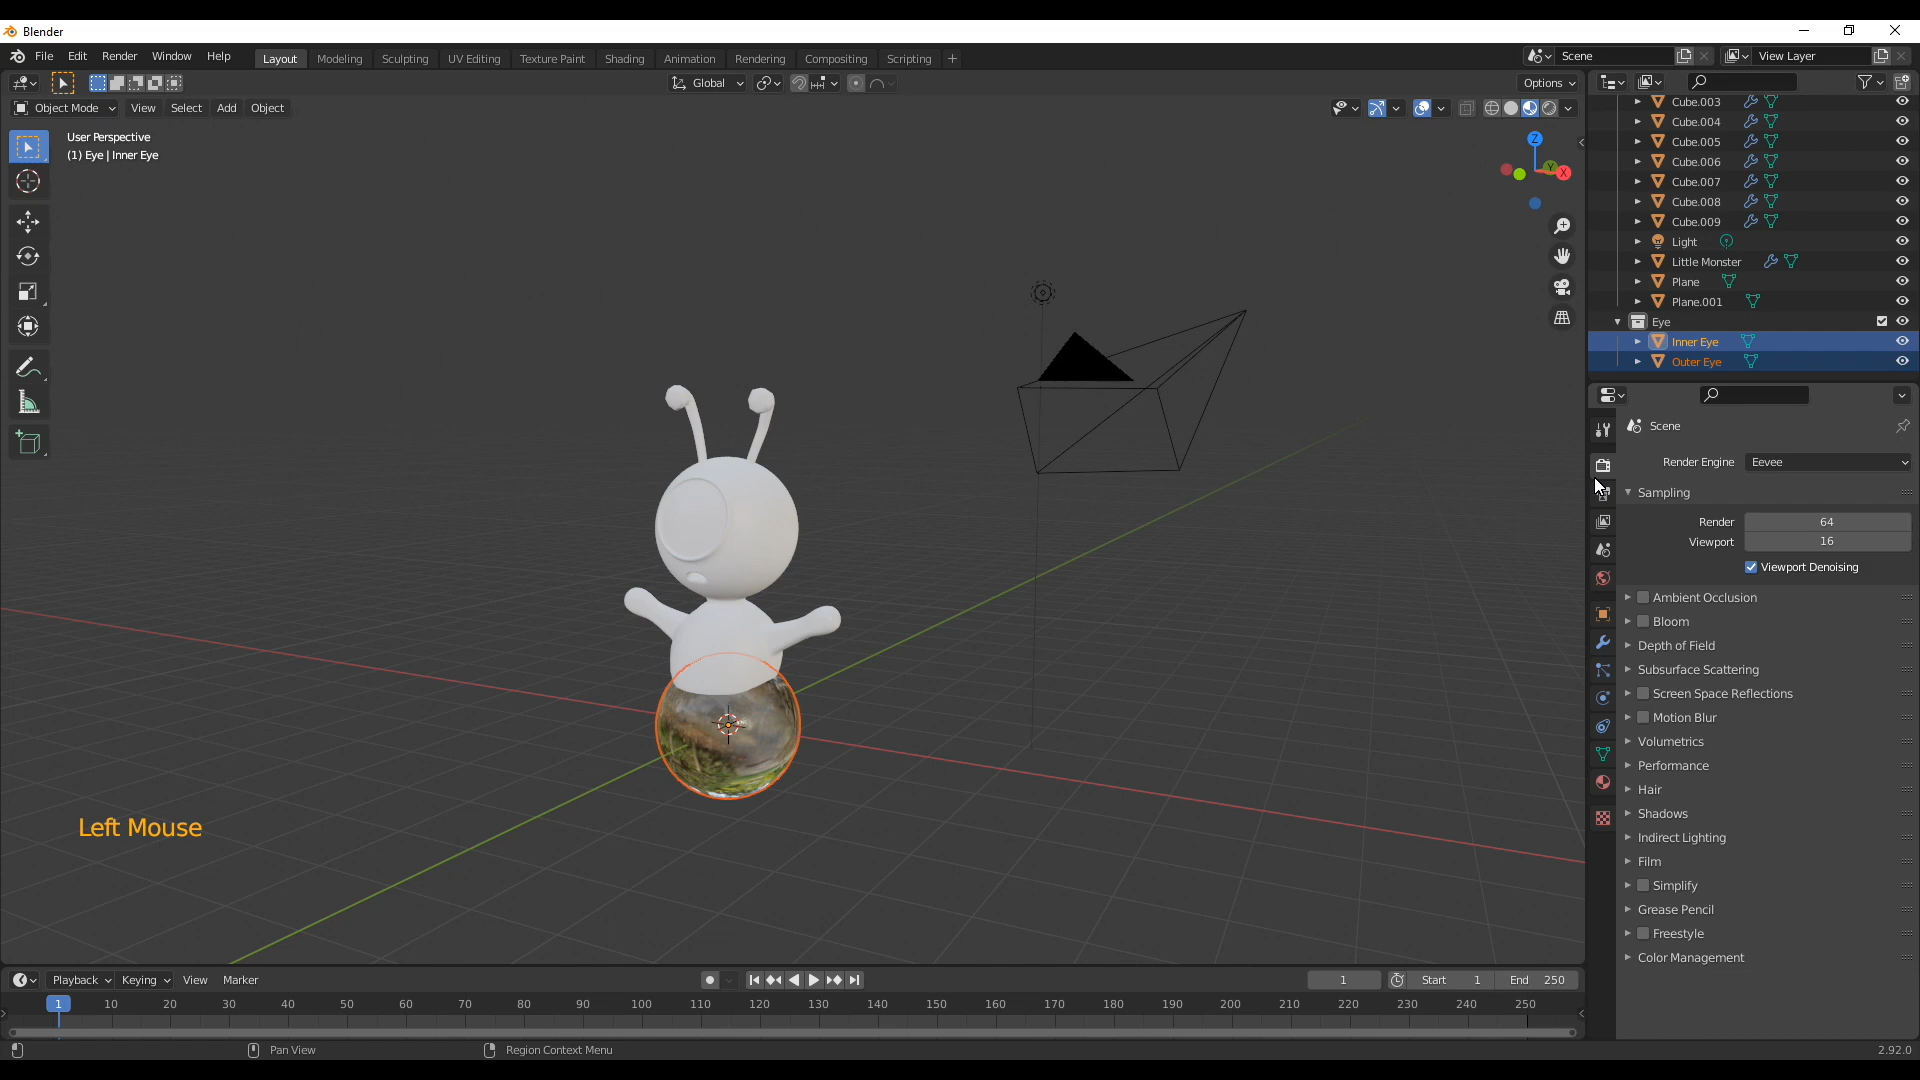 Blender
File Edit Render Window Help Layout Modeling Sculpting UV Editing Texture Paint Shading Animation Rendering Compositing Scripting + Scene View Layer
Global Options
Object Mode View Select Add Object
User Perspective
(1) Eye | Inner Eye
Z
Y
X
Cube.003
Cube.004
Cube.005
Cube.006
Cube.007
Cube.008
Cube.009
Light
Little Monster
Plane
Plane.001
Eye
Inner Eye
Outer Eye
Scene
Render Engine Eevee
Sampling
Render 64
Viewport 16
Viewport Denoising
Ambient Occlusion
Bloom
Depth of Field
Subsurface Scattering
Screen Space Reflections
Motion Blur
Volumetrics
Performance
Hair
Shadows
Indirect Lighting
Film
Simplify
Grease Pencil
Freestyle
Color Management
Left Mouse
Playback Keying View Marker 1 Start 1 End 250
1 10 20 30 40 50 60 70 80 90 100 110 120 130 140 150 160 170 180 190 200 210 220 230 240 250
Pan View Region Context Menu 2.92.0